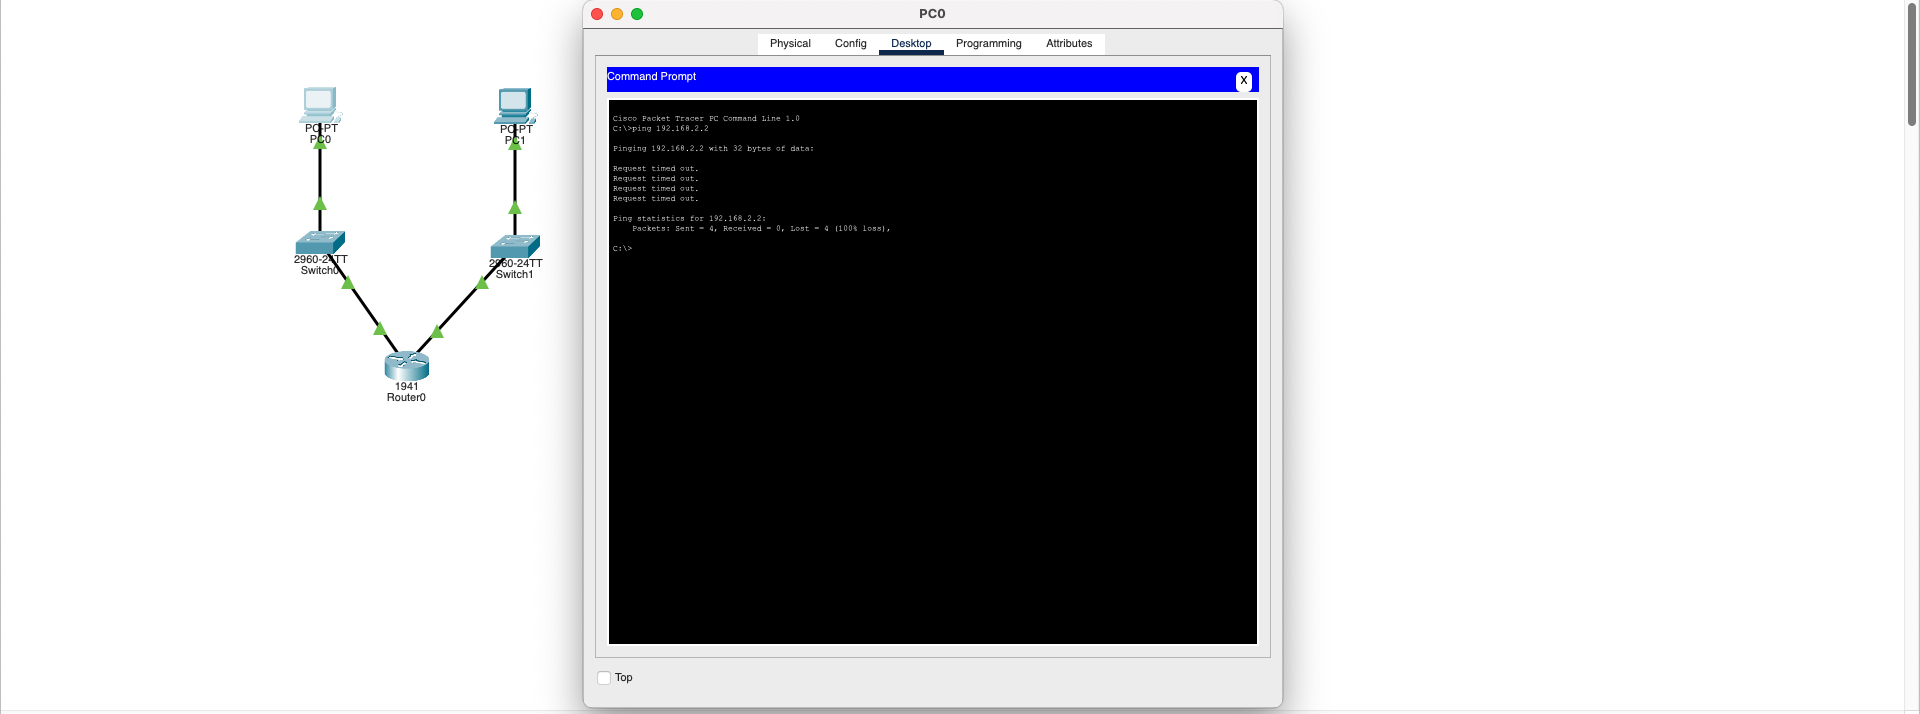 PC0
Physical
Config
Desktop
Programming
Attributes
Command Prompt
X
Cisco Packet Tracer PC Command Line 1.0
C:\>ping 192.168.2.2
Pinging 192.168.2.2 with 32 bytes of data:
Request timed out.
Request timed out.
Request timed out.
Request timed out.
Ping statistics for 192.168.2.2:
Packets: Sent = 4, Received = 0, Lost = 4 (100% loss),
C:\>
Top
PC-PT
PC0
PC-PT
PC1
2960-24TT
Switch0
2960-24TT
Switch1
1941
Router0